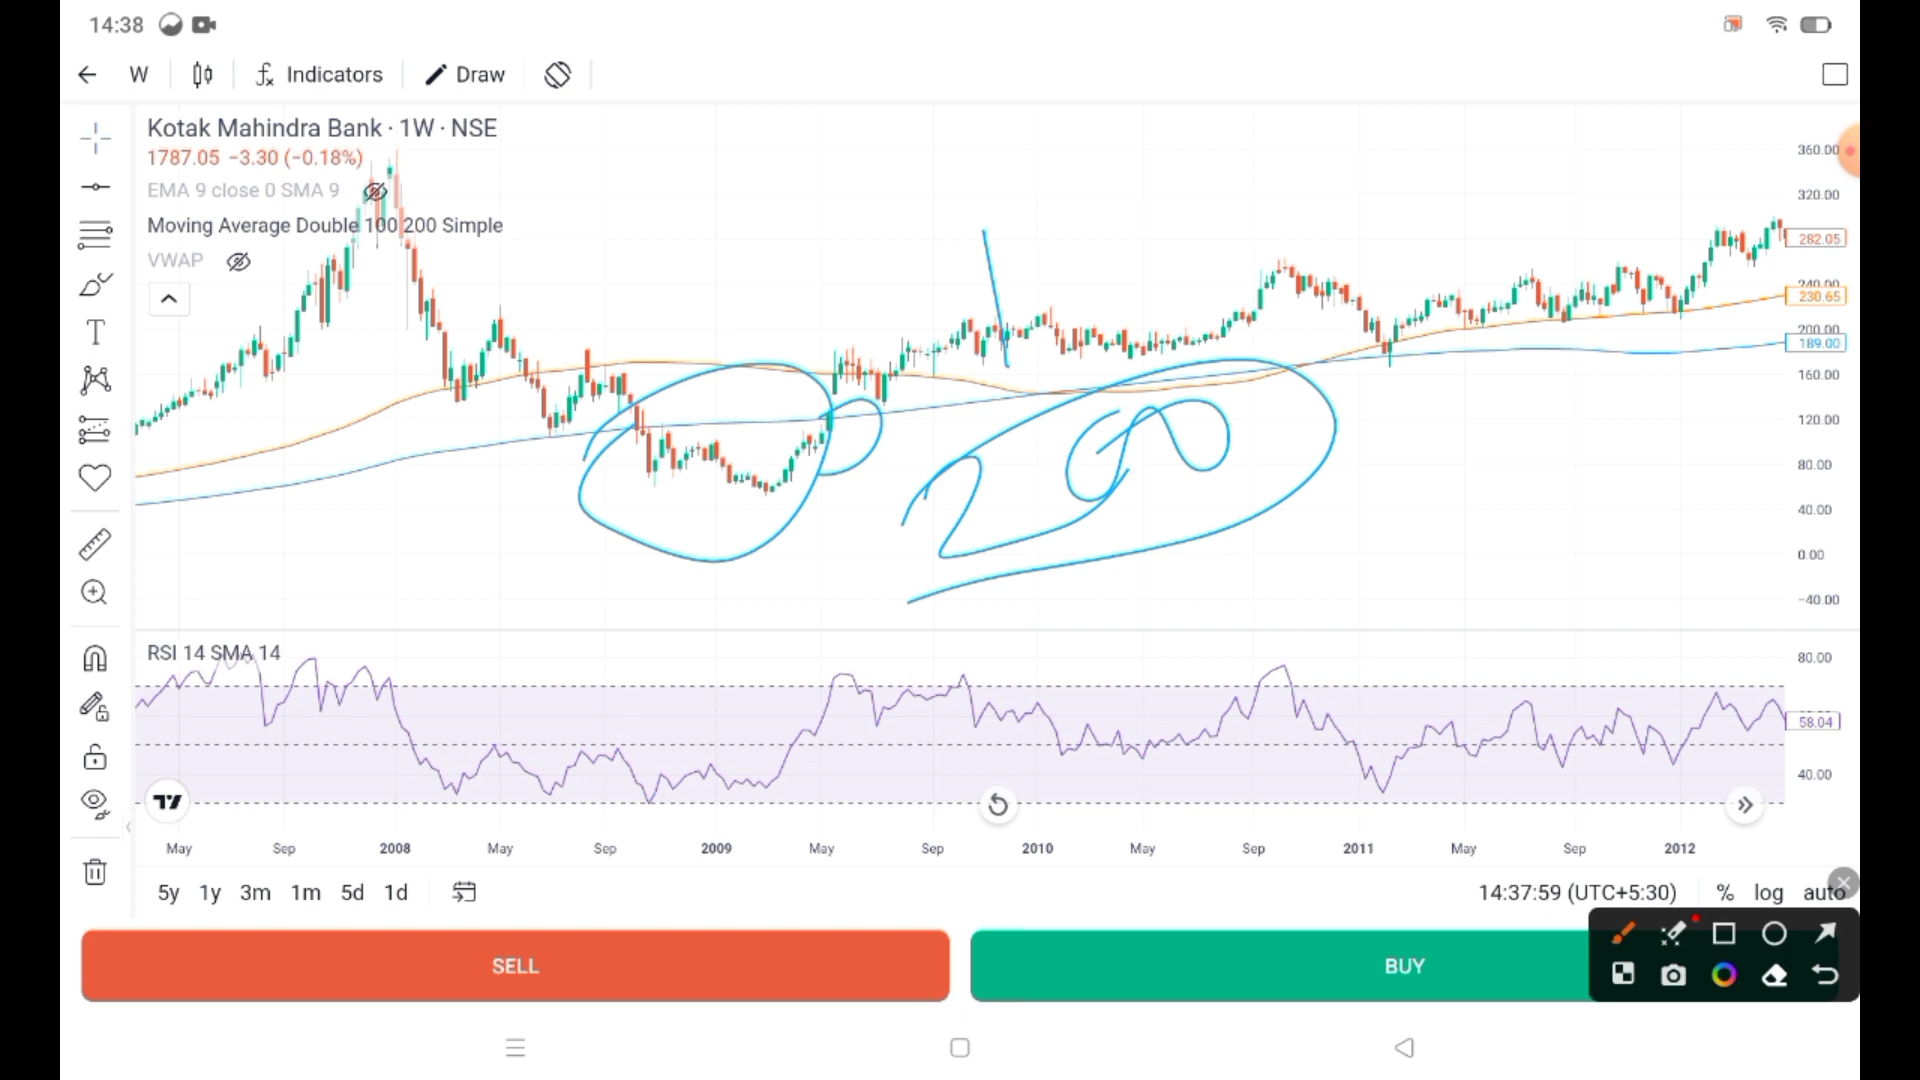 14:38
W Indicators Draw
Kotak Mahindra Bank · 1W · NSE
1787.05 −3.30 (−0.18%)
EMA 9 close 0 SMA 9
Moving Average Double 100 200 Simple
VWAP
360.00
320.00
282.05
240.00
230.65
200.00
189.00
160.00
120.00
80.00
40.00
0.00
−40.00
200
RSI 14 SMA 14
80.00
58.04
40.00
May Sep 2008 May Sep 2009 May Sep 2010 May Sep 2011 May Sep 2012
5y 1y 3m 1m 5d 1d 14:37:59 (UTC+5:30) % log auto
SELL BUY